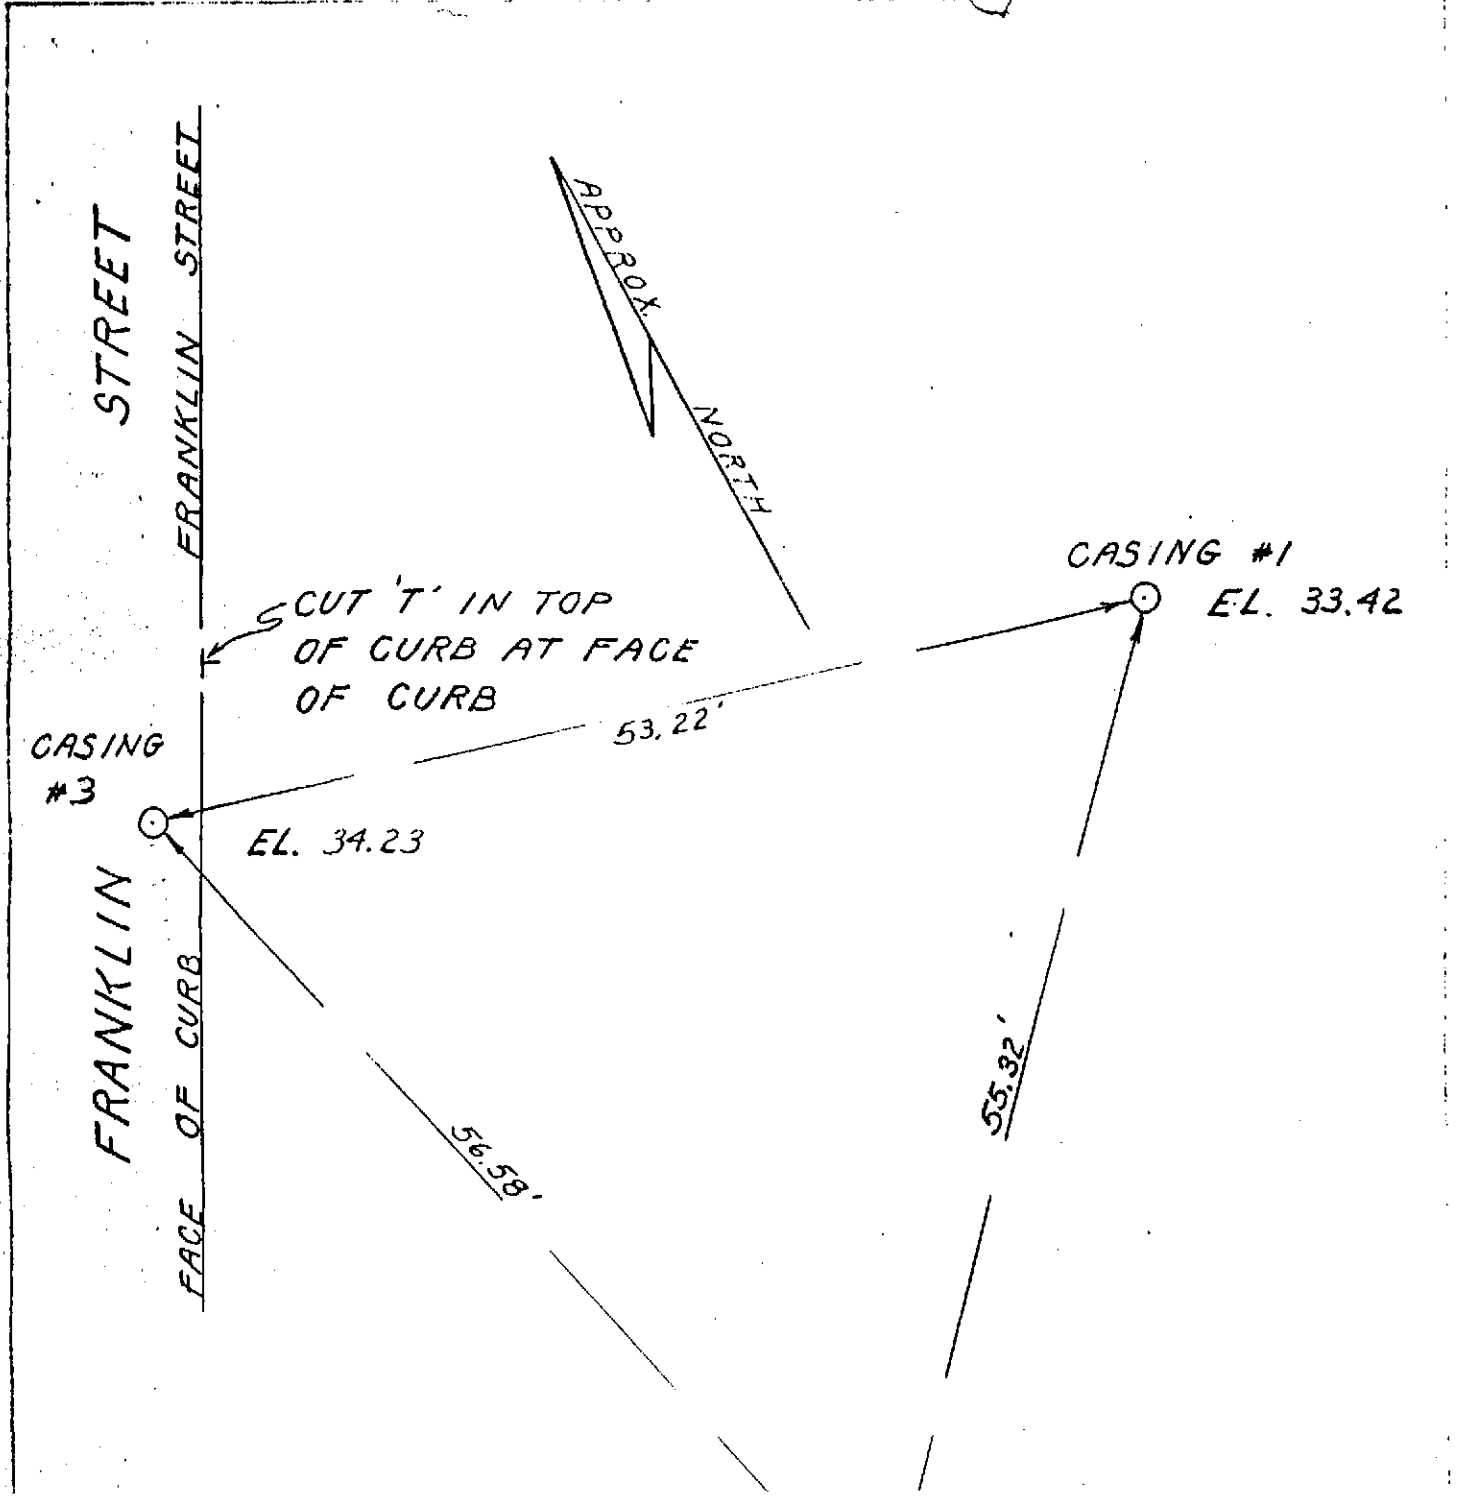 STREET
FRANKLIN STREET
APPROX.
NORTH
CASING #1
EL. 33.42
CUT 'T' IN TOP
OF CURB AT FACE
OF CURB
53.22'
CASING
#3
EL. 34.23
FRANKLIN
FACE OF CURB
55.32'
56.58'